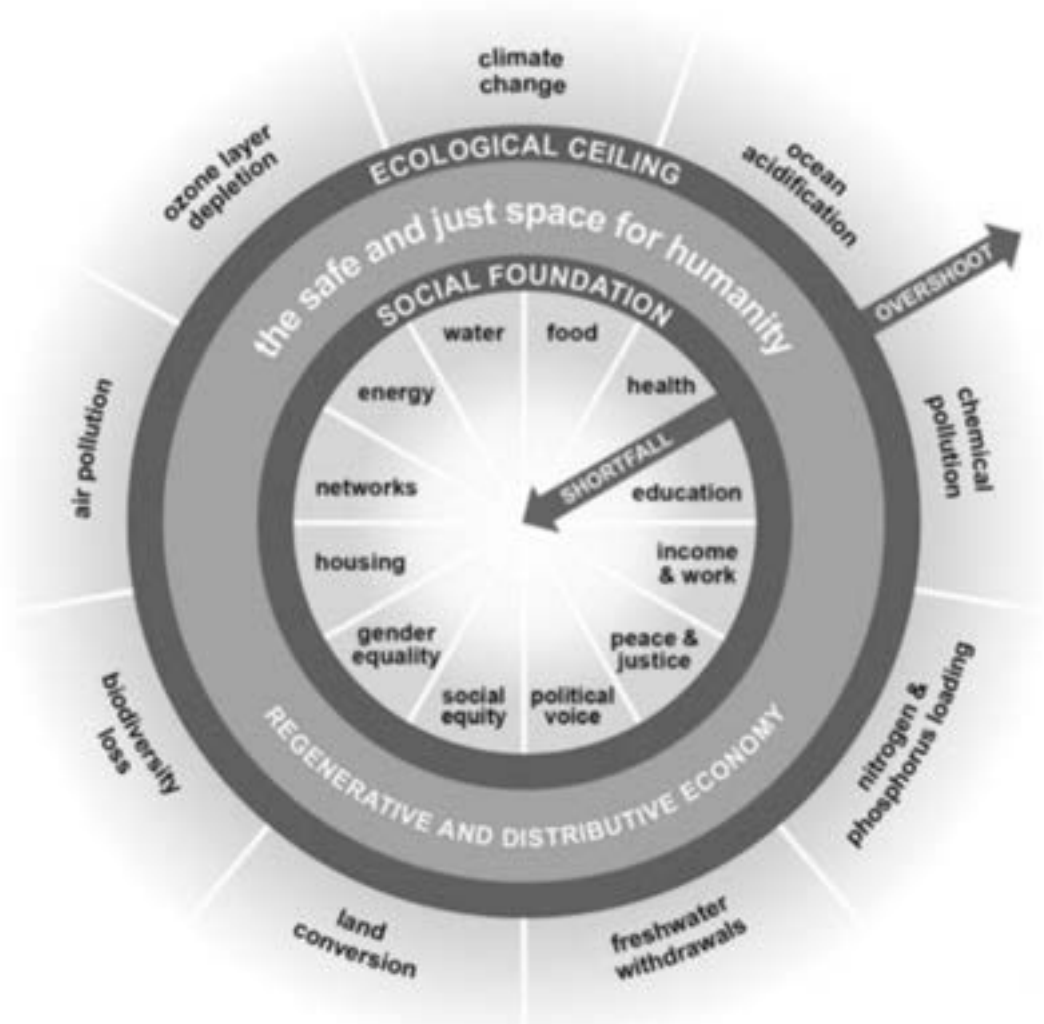 climate
change
ocean
acidification
chemical
pollution
nitrogen &
phosphorus loading
freshwater
withdrawals
land
conversion
biodiversity
loss
air pollution
ozone layer
depletion
ECOLOGICAL CEILING
OVERSHOOT
the safe and just space for humanity
SOCIAL FOUNDATION
water
food
health
SHORTFALL
education
income
& work
peace &
justice
political
voice
social
equity
gender
equality
housing
networks
energy
REGENERATIVE AND DISTRIBUTIVE ECONOMY